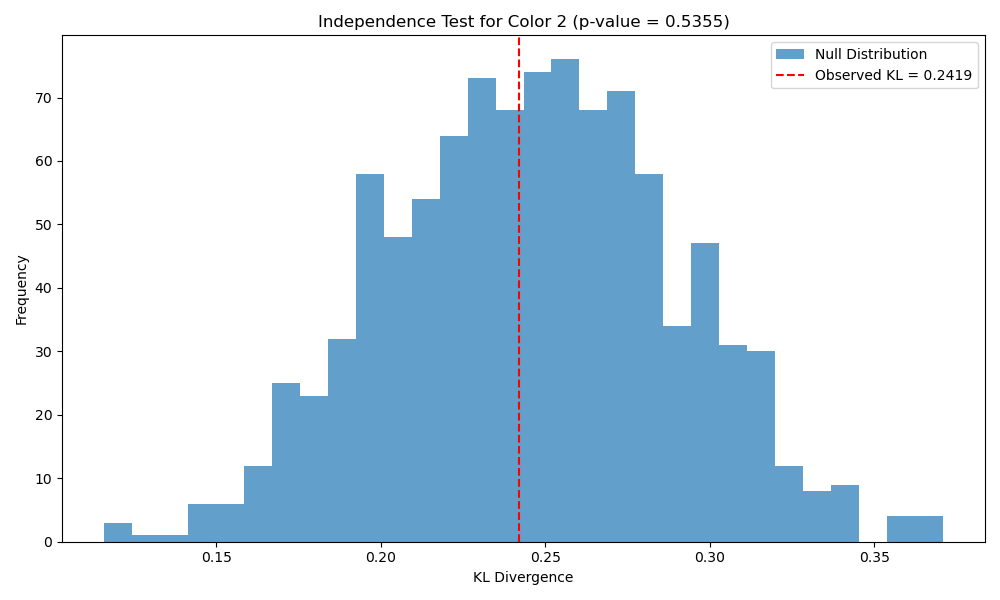 Independence Test for Color 2 (p-value = 0.5355)
Null Distribution
Observed KL = 0.2419
Frequency
70
60
50
40
30
20
10
0
0.15 0.20 0.25 0.30 0.35
KL Divergence